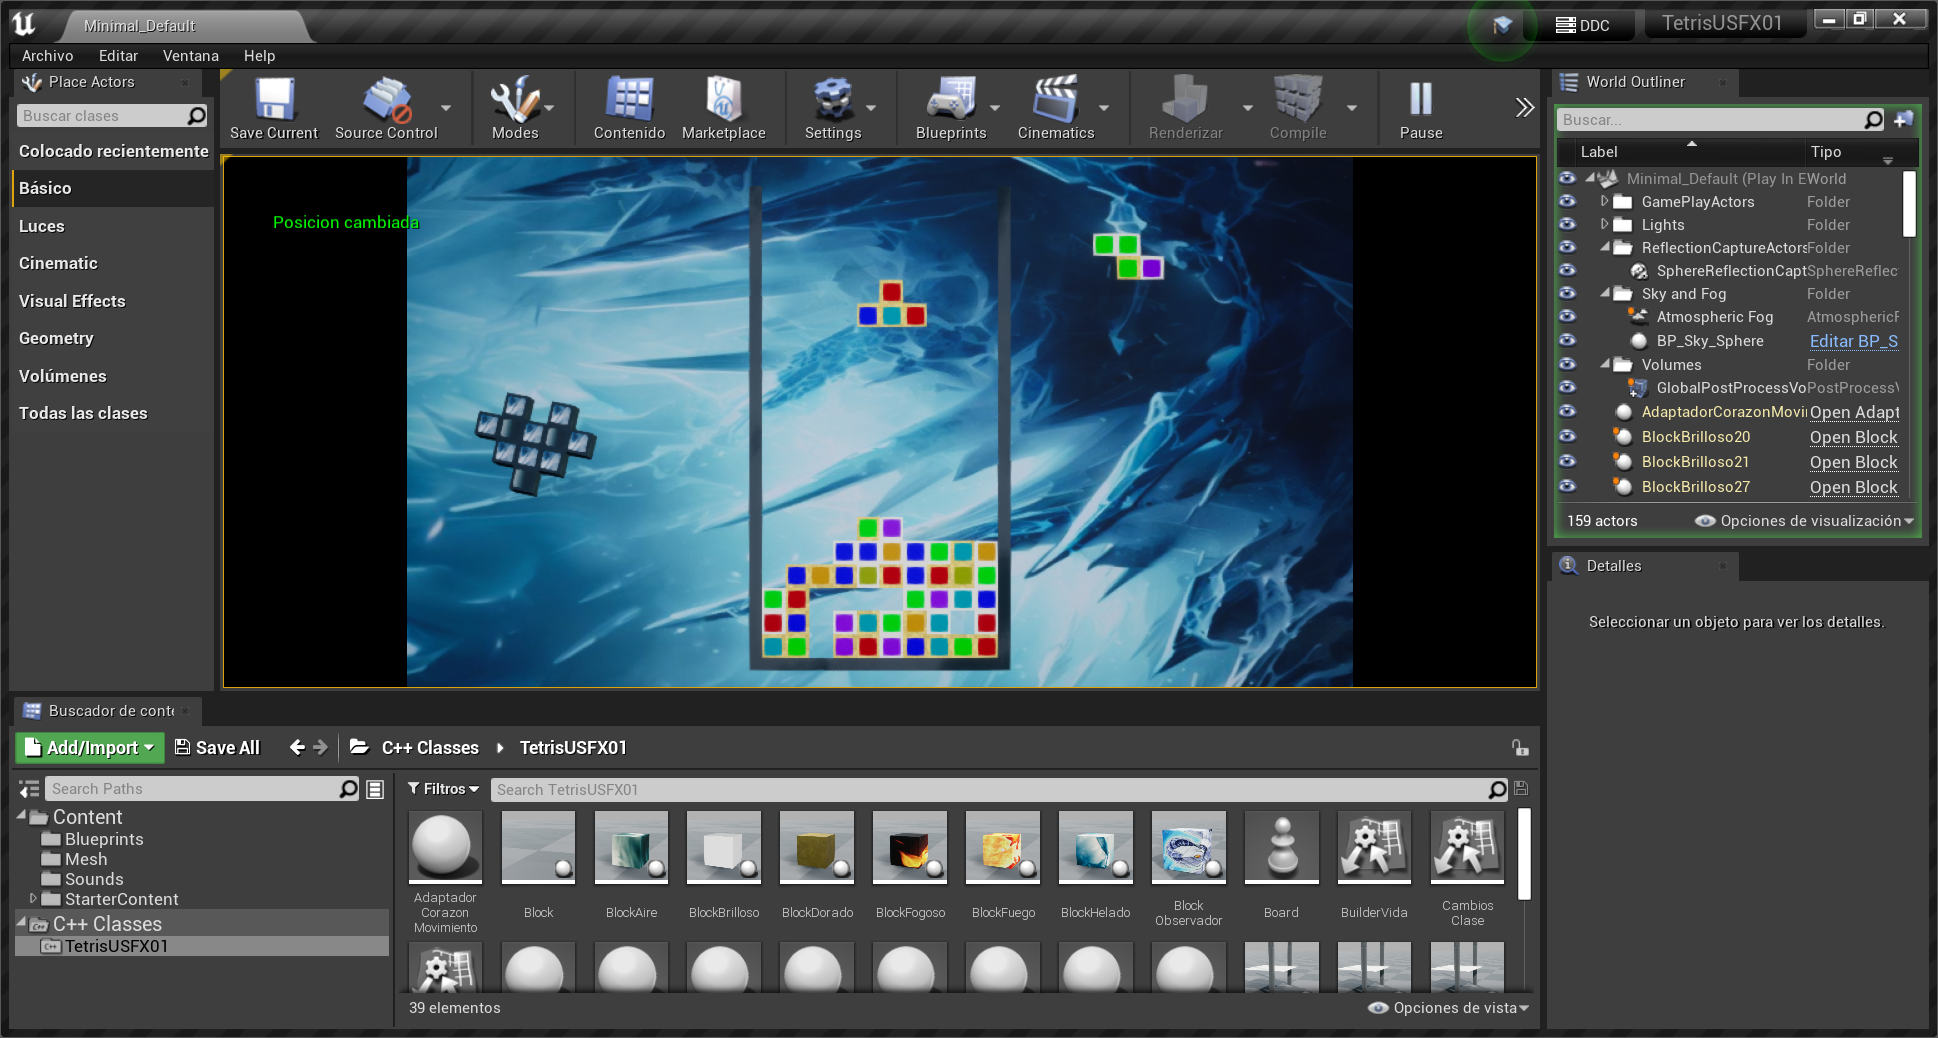 Minimal_Default
DDC
TetrisUSFX01
Archivo Editar Ventana Help
Place Actors
Buscar clases
Colocado recientemente
Básico
Luces
Cinematic
Visual Effects
Geometry
Volúmenes
Todas las clases
Save Current
Source Control
Modes
Contenido
Marketplace
Settings
Blueprints
Cinematics
Renderizar
Compile
Pause
Posicion cambiada
World Outliner
Buscar...
Label Tipo
Minimal_Default (Play In E World
GamePlayActors Folder
Lights Folder
ReflectionCaptureActors Folder
SphereReflectionCapt SphereReflec
Sky and Fog Folder
Atmospheric Fog AtmosphericF
BP_Sky_Sphere Editar BP_S
Volumes Folder
GlobalPostProcessVo PostProcessV
AdaptadorCorazonMovi Open Adapt
BlockBrilloso20 Open Block
BlockBrilloso21 Open Block
BlockBrilloso27 Open Block
159 actors Opciones de visualización
Detalles
Seleccionar un objeto para ver los detalles.
Buscador de conte
Add/Import Save All C++ Classes TetrisUSFX01
Search Paths
Content
Blueprints
Mesh
Sounds
StarterContent
C++ Classes
TetrisUSFX01
Filtros
Search TetrisUSFX01
Adaptador
Corazon
Movimiento
Block
BlockAire
BlockBrilloso
BlockDorado
BlockFogoso
BlockFuego
BlockHelado
Block
Observador
Board
BuilderVida
Cambios
Clase
39 elementos
Opciones de vista